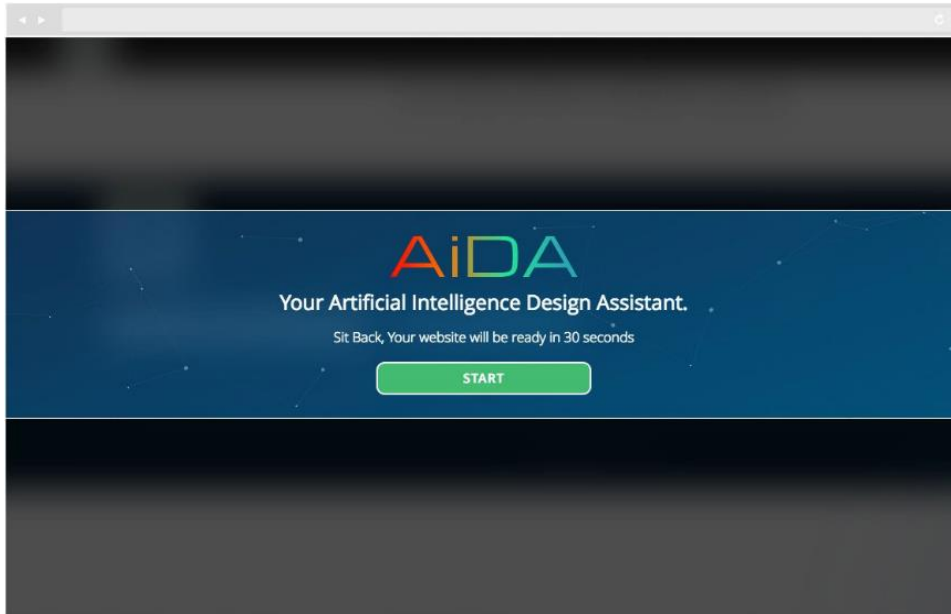 AiDA
Your Artificial Intelligence Design Assistant.
Sit Back, Your website will be ready in 30 seconds
START